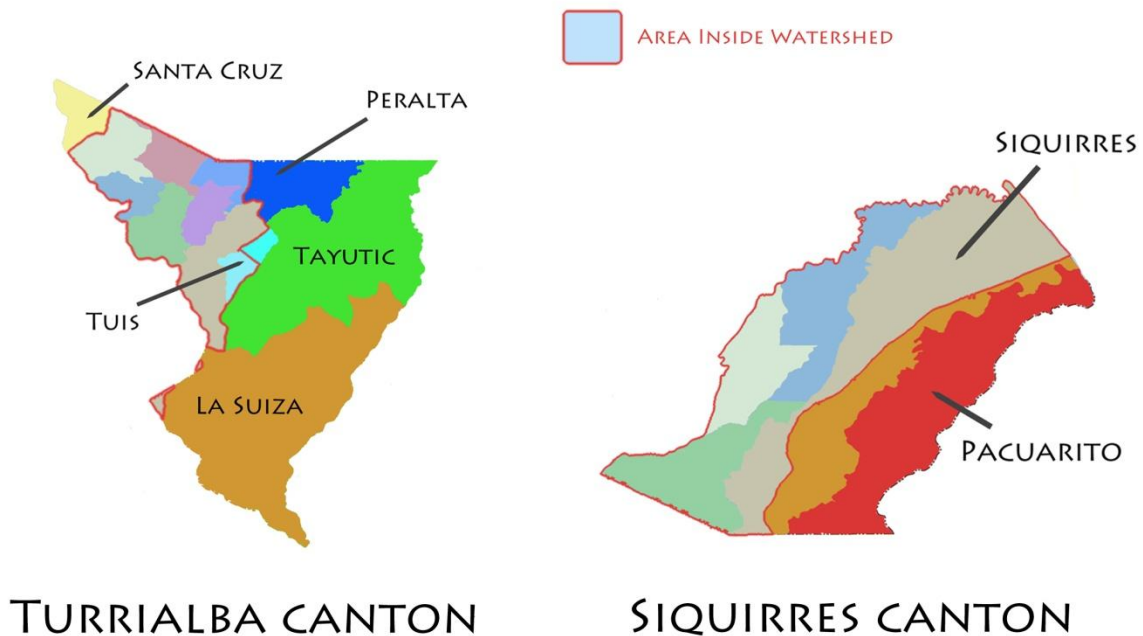 Area Inside Watershed
Santa Cruz
Peralta
Tayutic
Tuis
La Suiza
Siquirres
Pacuarito
Turrialba canton
Siquirres canton